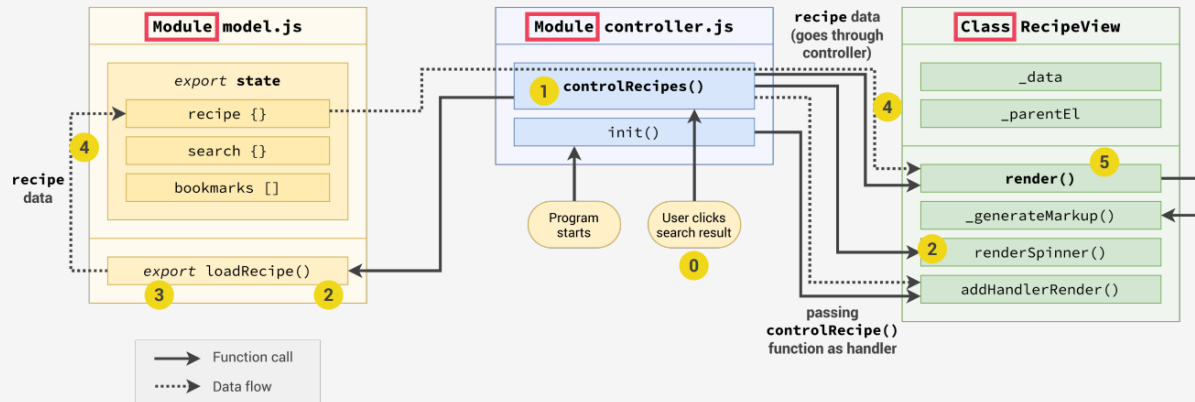 Module model.js
export state
recipe {}
search {}
bookmarks []
4
recipe
data
export loadRecipe()
3
2
Module controller.js
1
controlRecipes()
init()
Program
starts
User clicks
search result
0
recipe data
(goes through
controller)
4
passing
controlRecipe()
function as handler
Class RecipeView
_data
_parentEl
5
render()
_generateMarkup()
2
renderSpinner()
addHandlerRender()
Function call
Data flow